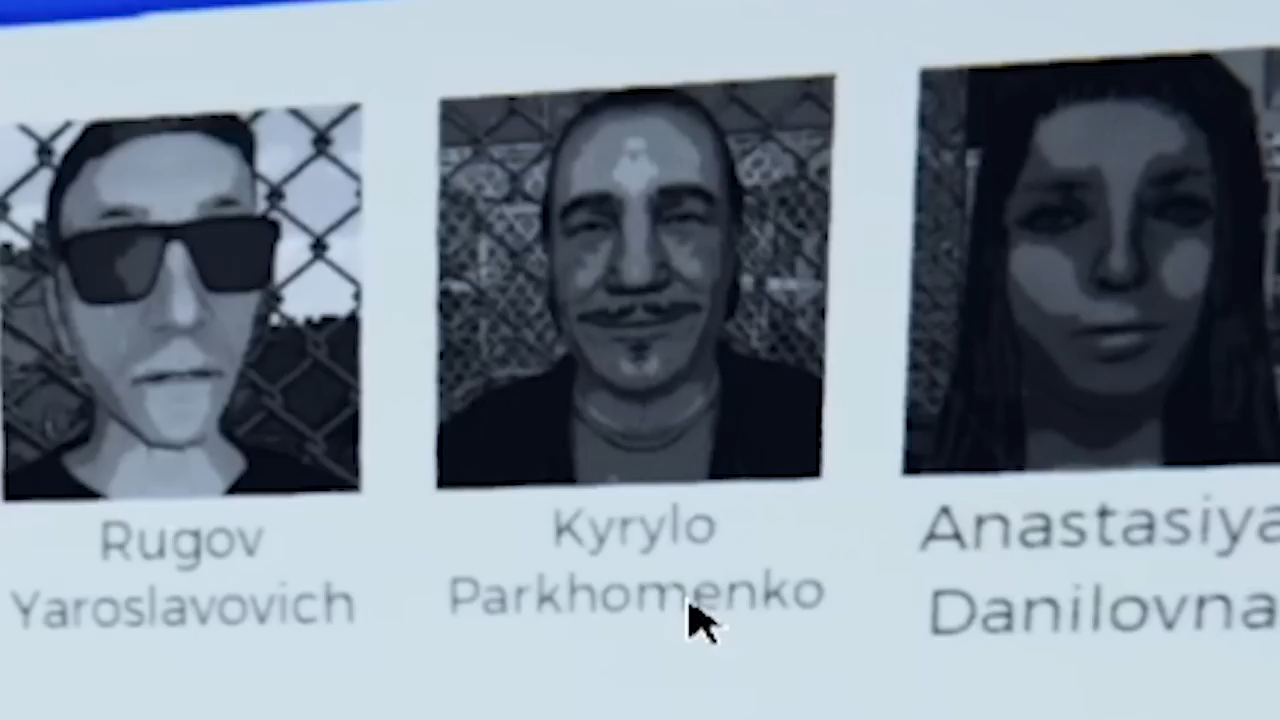 Rugov
Yaroslavovich
Kyrylo
Parkhomenko
Anastasiya
Danilovna